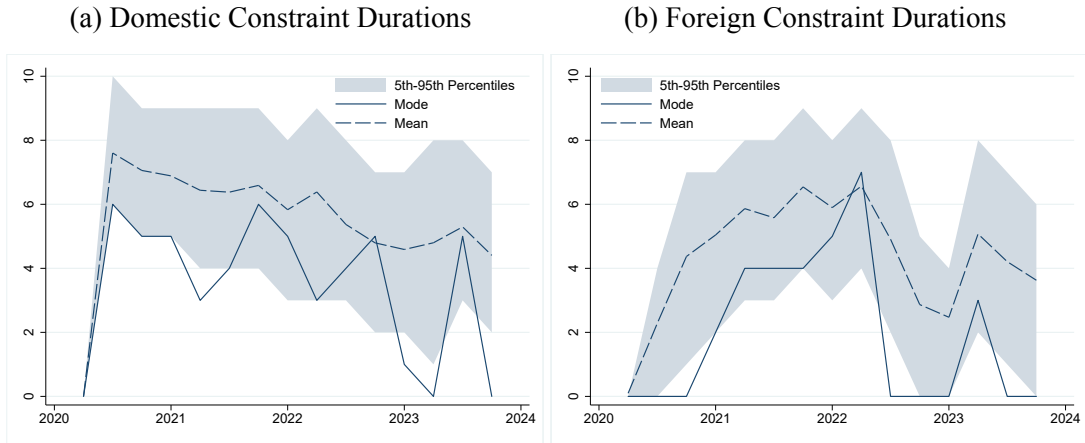 (a) Domestic Constraint Durations
10
8
6
4
2
0
2020
2021
2022
2023
2024
5th-95th Percentiles
Mode
Mean
(b) Foreign Constraint Durations
10
8
6
4
2
0
2020
2021
2022
2023
2024
5th-95th Percentiles
Mode
Mean